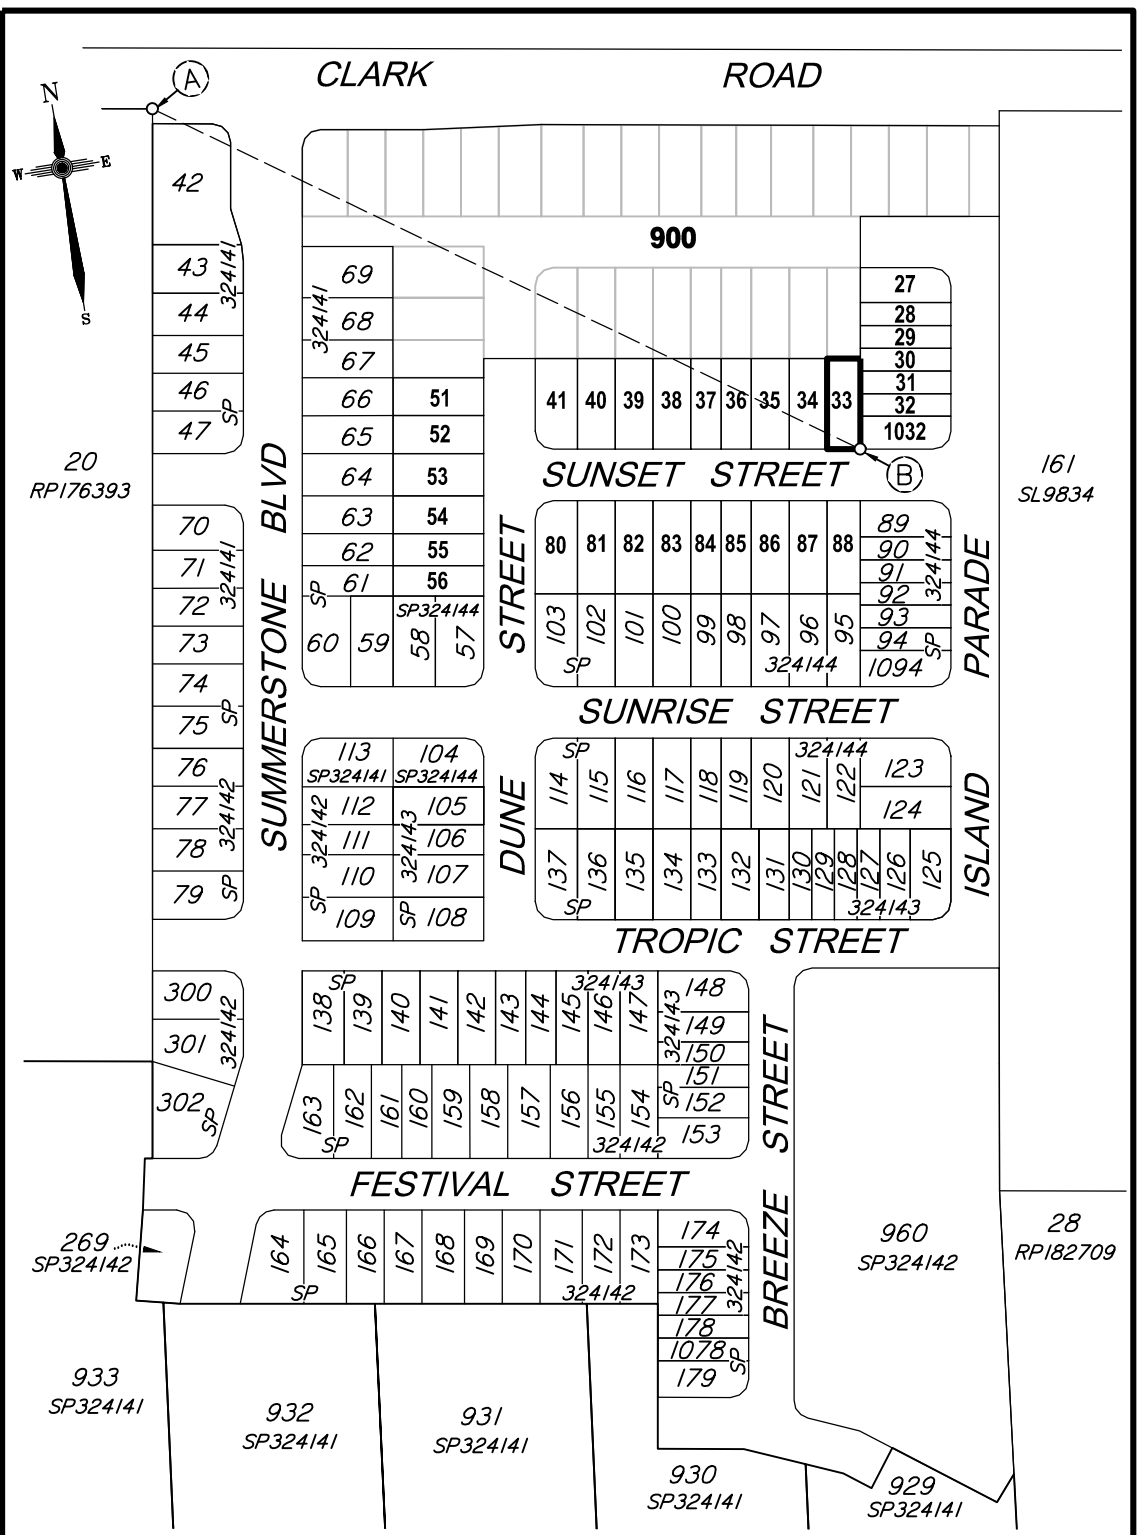 CLARK ROAD
A
N
W E
S
42
43
44
45
46
47
324141
SP
20
RP176393
69
68
67
66
65
64
63
62
61
60
59
324141
SP
900
51
52
53
54
55
56
SP324144
58
57
41 40 39 38 37 36 35 34 33
27
28
29
30
31
32
1032
B
SUNSET STREET
161
SL9834
SUMMERSTONE BLVD
DUNE STREET
ISLAND PARADE
70
71
72
73
74
75
76
77
78
79
324141
SP
324142
SP
80 81 82 83 84 85 86 87 88
103 102 101 100 99 98 97 96 95
SP 324144
89
90
91
92
93
94
1094
324144
SP
SUNRISE STREET
113
SP324141
112
111
110
109
324142
SP
104
SP324144
105
106
107
108
324143
SP
SP 324144
114 115 116 117 118 119 120 121 122
123
124
137 136 135 134 133 132 131 130 129 128 127 126 125
SP 324143
TROPIC STREET
300
301
302
324142
SP
SP 324143
138 139 140 141 142 143 144 145 146 147
148
149
150
151
152
153
324143
SP
163 162 161 160 159 158 157 156 155 154
SP 324142
FESTIVAL STREET
BREEZE STREET
269
SP324142
164 165 166 167 168 169 170 171 172 173
SP 324142
174
175
176
177
178
1078
179
324142
SP
960
SP324142
28
RP182709
933
SP324141
932
SP324141
931
SP324141
930
SP324141
929
SP324141